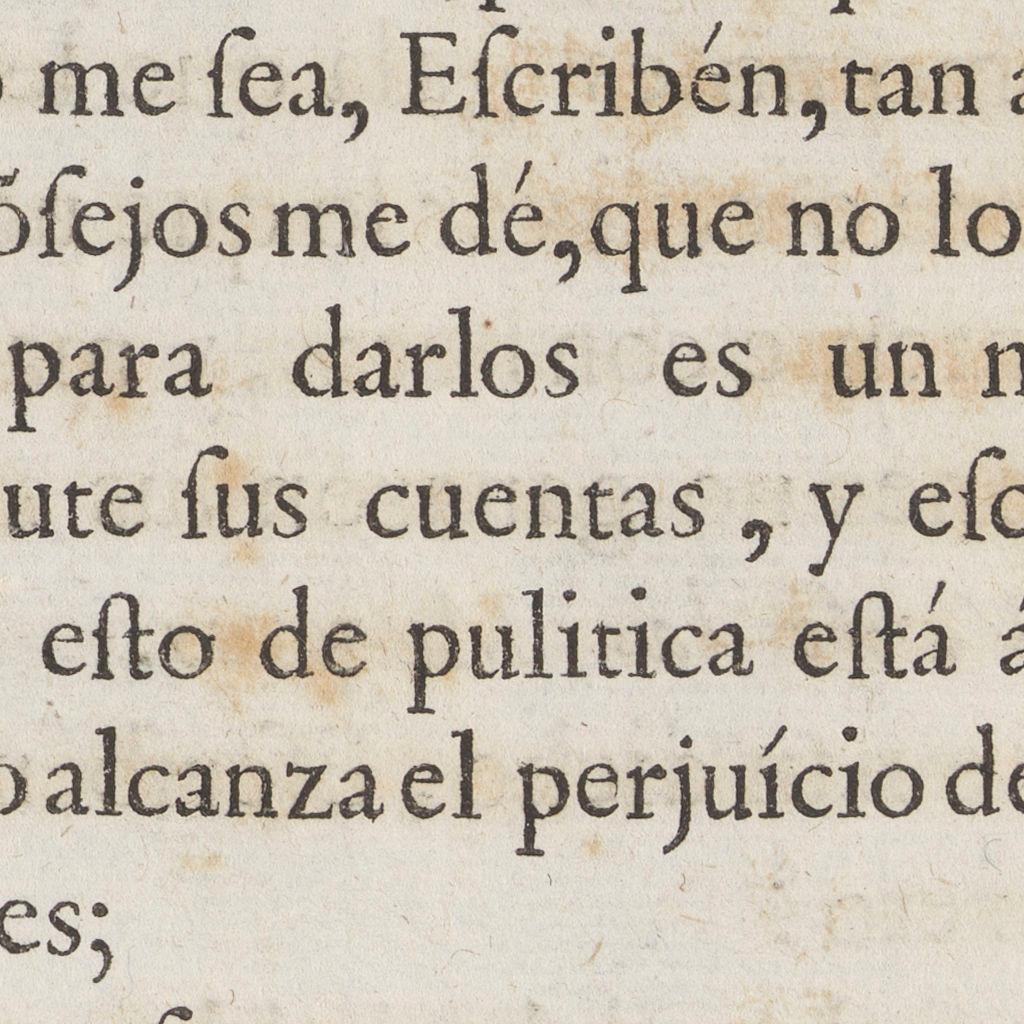 me ſea, Eſcribén, tan
õſejos me dé, que no lo
para darlos es un
ute ſus cuentas , y eſc
eſto de pulitica eſtá á
o alcanza el perjuício de
es;